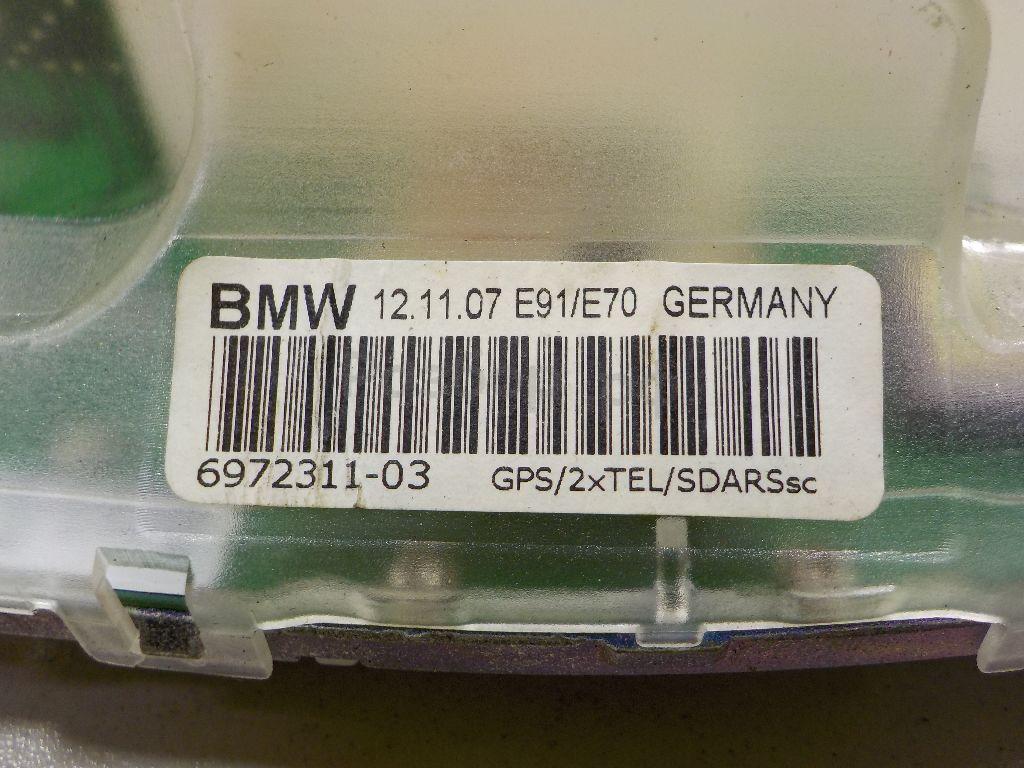 BMW 12.11.07 E91/E70 GERMANY
6972311-03 GPS/2xTEL/SDARSsc